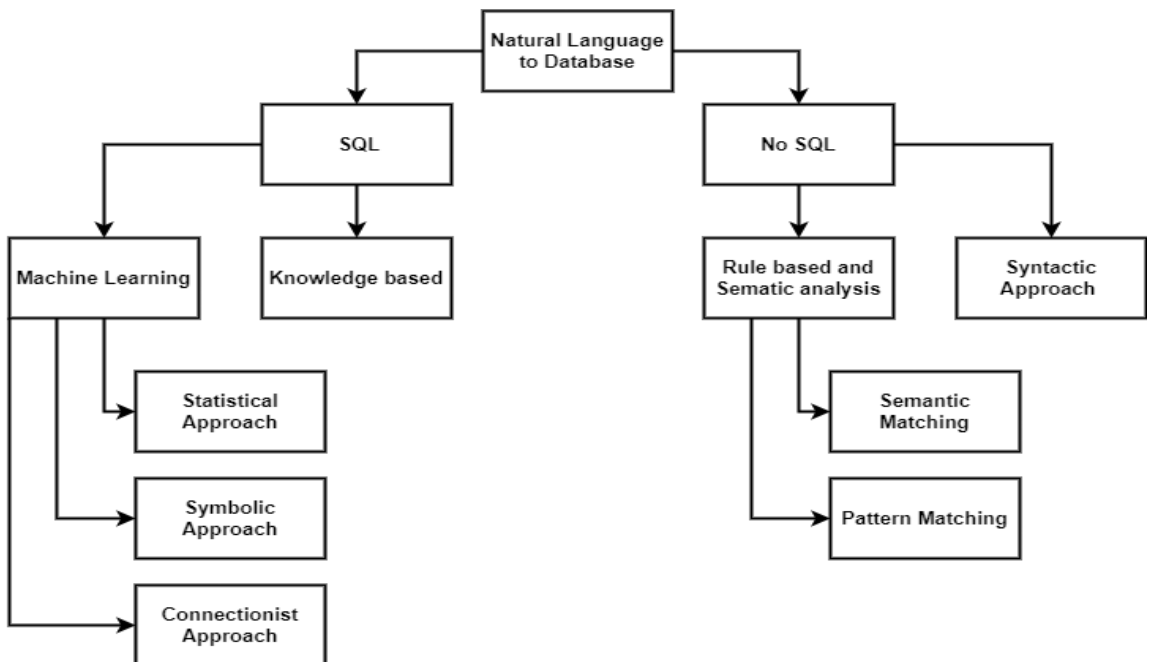 Natural Language
to Database
SQL
No SQL
Machine Learning
Knowledge based
Rule based and
Sematic analysis
Syntactic
Approach
Statistical
Approach
Semantic
Matching
Symbolic
Approach
Pattern Matching
Connectionist
Approach